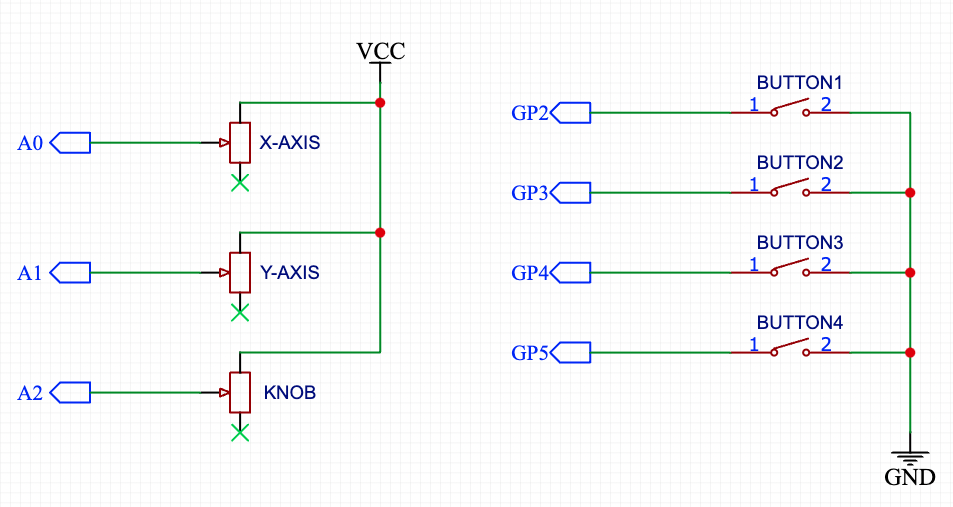 VCC
A0
X-AXIS
A1
Y-AXIS
A2
KNOB
BUTTON1
GP2 1 2
BUTTON2
GP3 1 2
BUTTON3
GP4 1 2
BUTTON4
GP5 1 2
GND